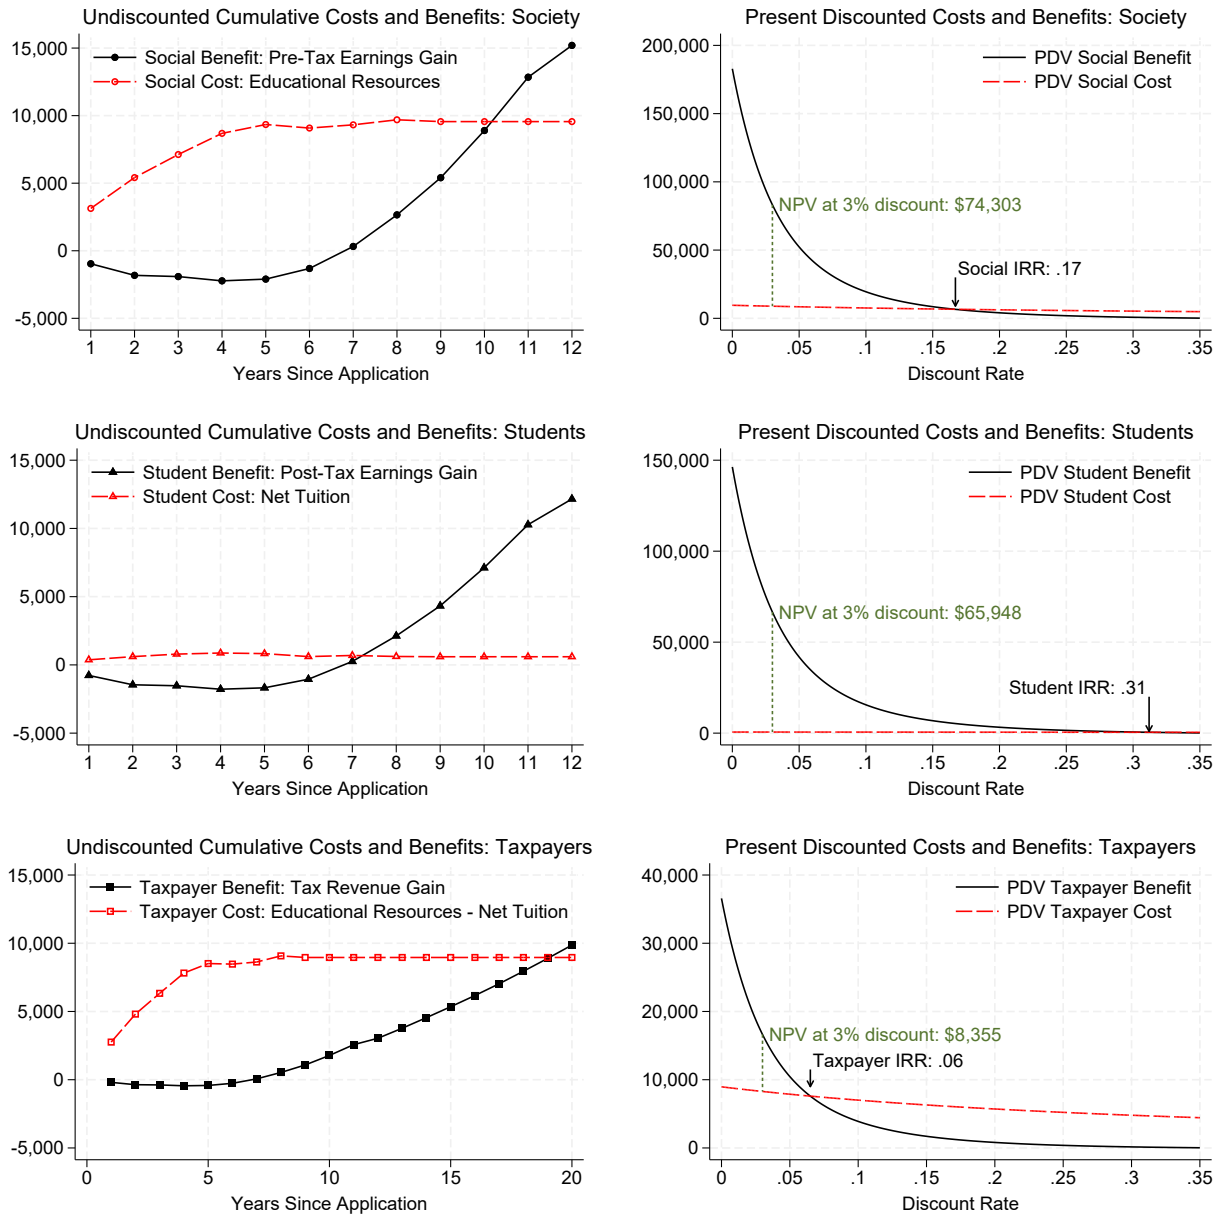 Undiscounted Cumulative Costs and Benefits: Society
15,000
10,000
5,000
0
-5,000
Social Benefit: Pre-Tax Earnings Gain
Social Cost: Educational Resources
1 2 3 4 5 6 7 8 9 10 11 12
Years Since Application
Present Discounted Costs and Benefits: Society
200,000
150,000
100,000
50,000
0
PDV Social Benefit
PDV Social Cost
NPV at 3% discount: $74,303
Social IRR: .17
0 .05 .1 .15 .2 .25 .3 .35
Discount Rate
Undiscounted Cumulative Costs and Benefits: Students
15,000
10,000
5,000
0
-5,000
Student Benefit: Post-Tax Earnings Gain
Student Cost: Net Tuition
1 2 3 4 5 6 7 8 9 10 11 12
Years Since Application
Present Discounted Costs and Benefits: Students
150,000
100,000
50,000
0
PDV Student Benefit
PDV Student Cost
NPV at 3% discount: $65,948
Student IRR: .31
0 .05 .1 .15 .2 .25 .3 .35
Discount Rate
Undiscounted Cumulative Costs and Benefits: Taxpayers
15,000
10,000
5,000
0
-5,000
Taxpayer Benefit: Tax Revenue Gain
Taxpayer Cost: Educational Resources - Net Tuition
0 5 10 15 20
Years Since Application
Present Discounted Costs and Benefits: Taxpayers
40,000
30,000
20,000
10,000
0
PDV Taxpayer Benefit
PDV Taxpayer Cost
NPV at 3% discount: $8,355
Taxpayer IRR: .06
0 .05 .1 .15 .2 .25 .3 .35
Discount Rate